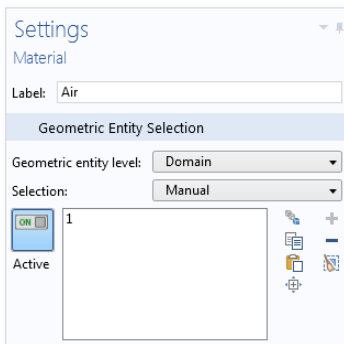 Settings
Material
Label: Air
Geometric Entity Selection
Geometric entity level: Domain
Selection: Manual
ON 1
Active